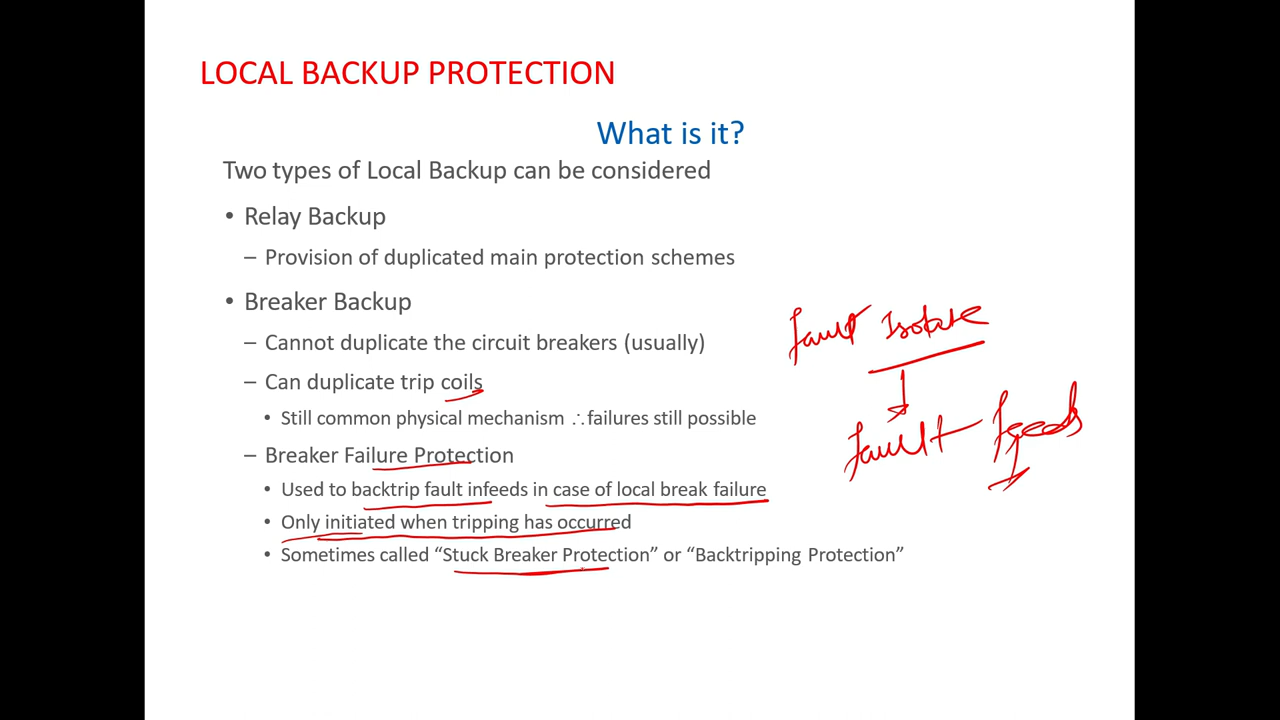 LOCAL BACKUP PROTECTION
What is it?
Two types of Local Backup can be considered
• Relay Backup
– Provision of duplicated main protection schemes
• Breaker Backup
– Cannot duplicate the circuit breakers (usually)
– Can duplicate trip coils
• Still common physical mechanism ∴failures still possible
– Breaker Failure Protection
• Used to backtrip fault infeeds in case of local break failure
• Only initiated when tripping has occurred
• Sometimes called “Stuck Breaker Protection” or “Backtripping Protection”
fault Isolate
fault feeds